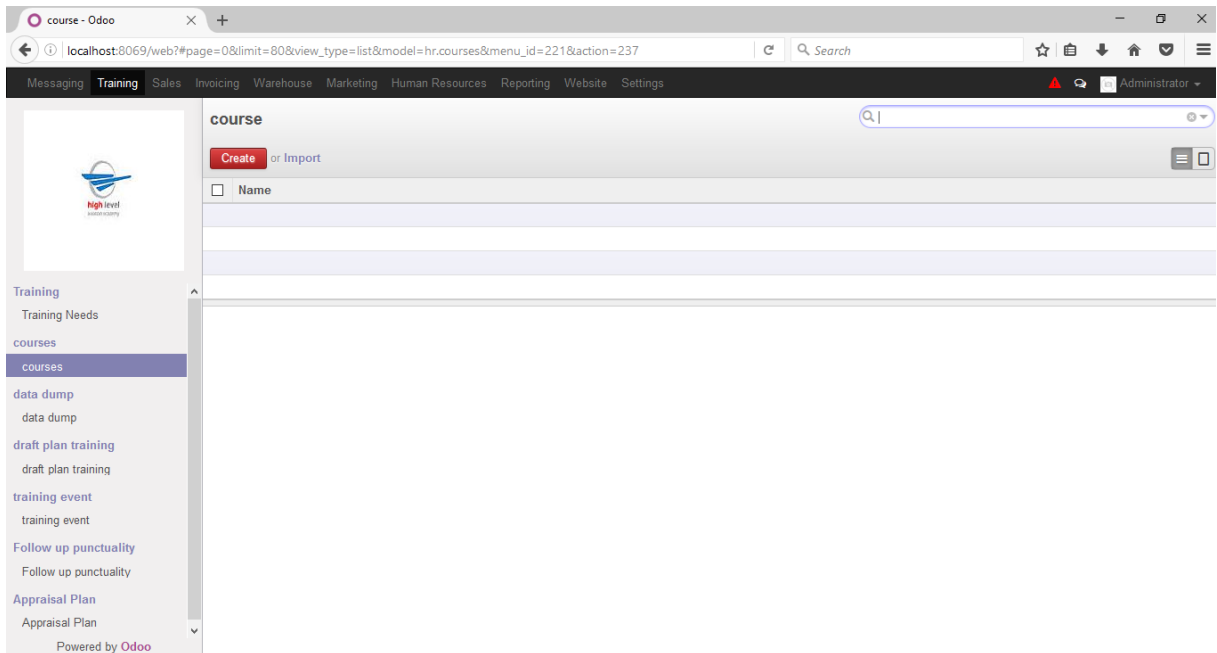 course - Odoo
localhost:8069/web?#page=0&limit=80&view_type=list&model=hr.courses&menu_id=221&action=237
Search
Messaging Training Sales Invoicing Warehouse Marketing Human Resources Reporting Website Settings
Administrator
high level
course
Create or Import
Name
Training
Training Needs
courses
courses
data dump
data dump
draft plan training
draft plan training
training event
training event
Follow up punctuality
Follow up punctuality
Appraisal Plan
Appraisal Plan
Powered by Odoo